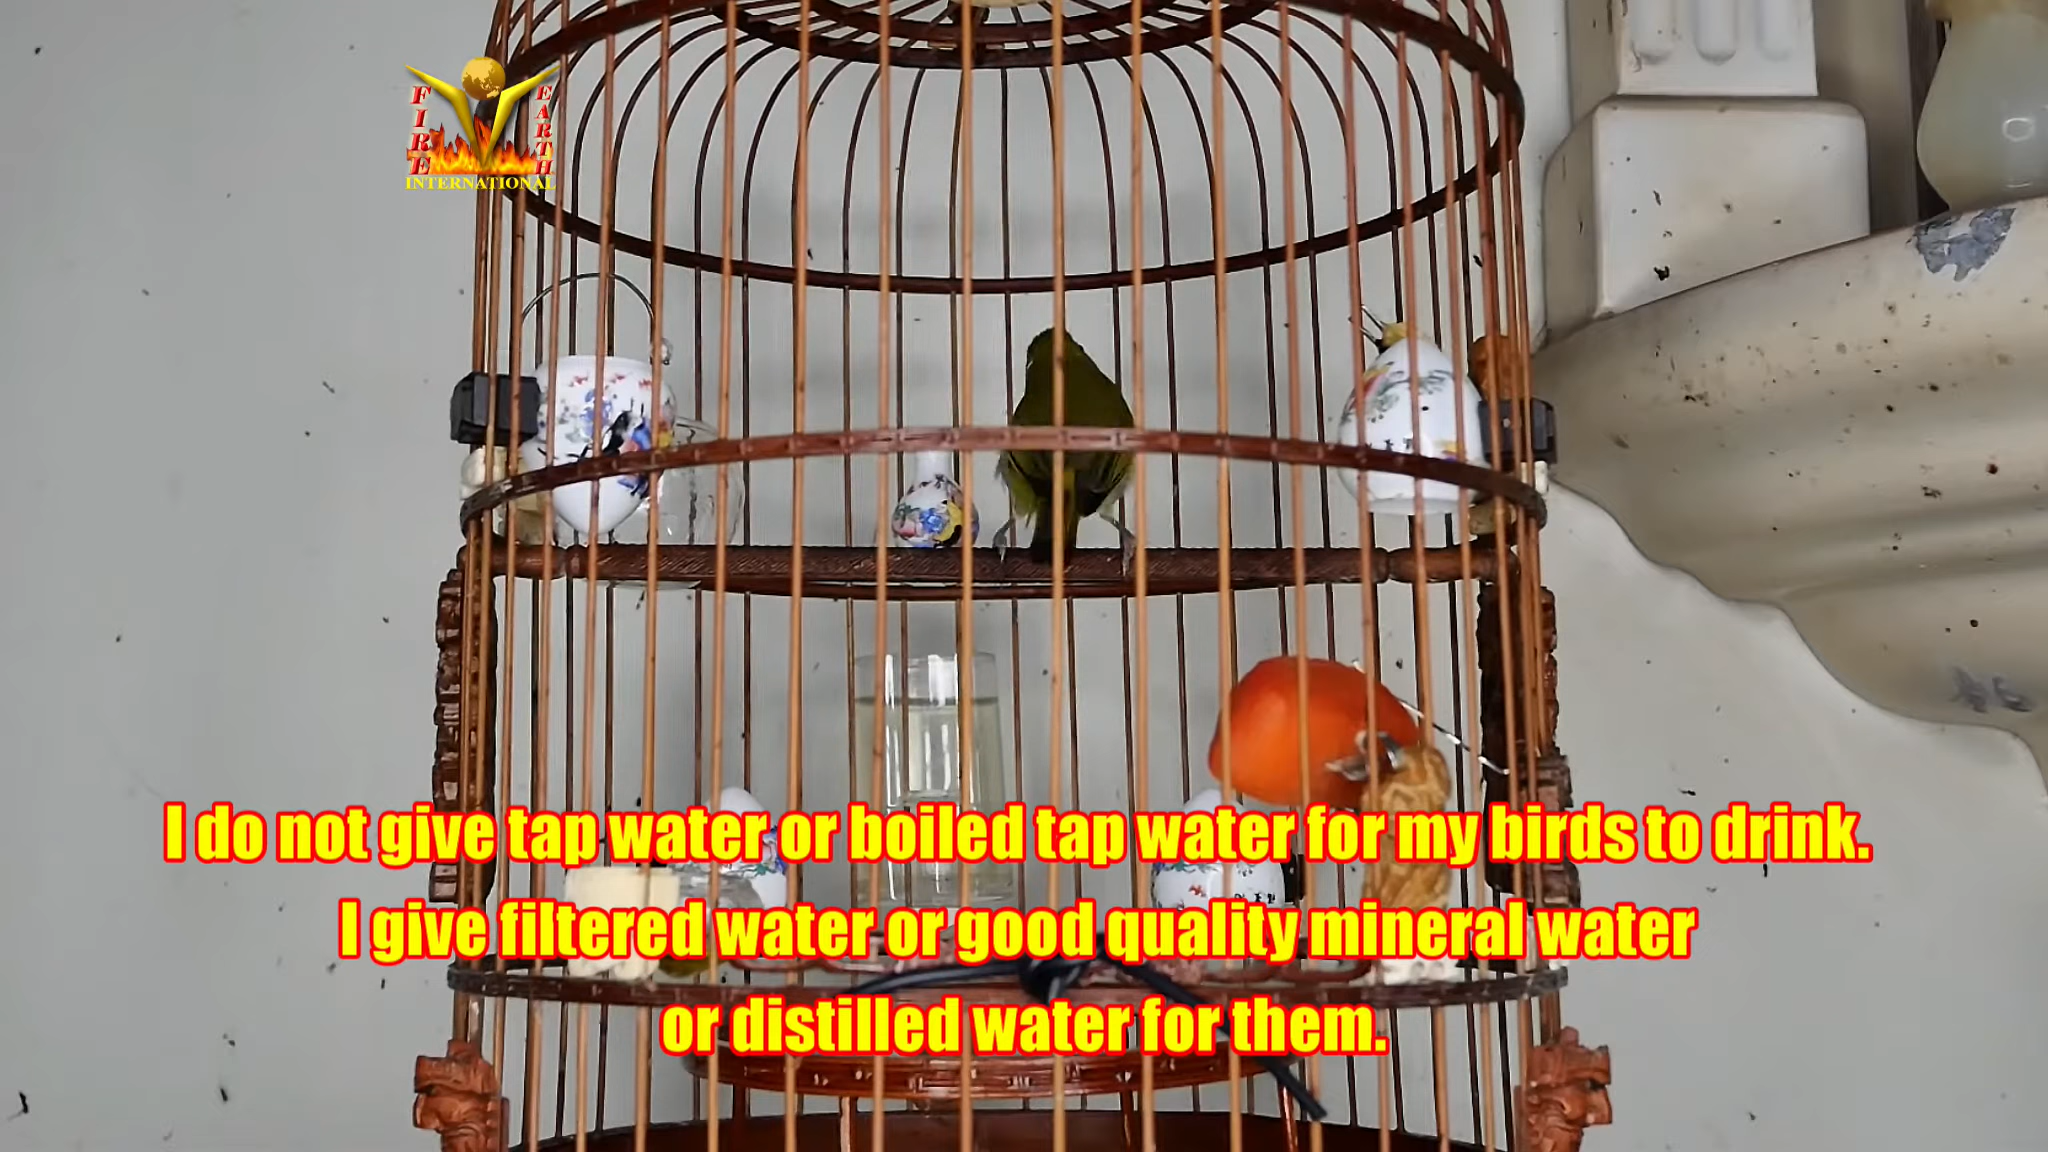 FIRE
EARTH
INTERNATIONAL
I do not give tap water or boiled tap water for my birds to drink.
I give filtered water or good quality mineral water
or distilled water for them.